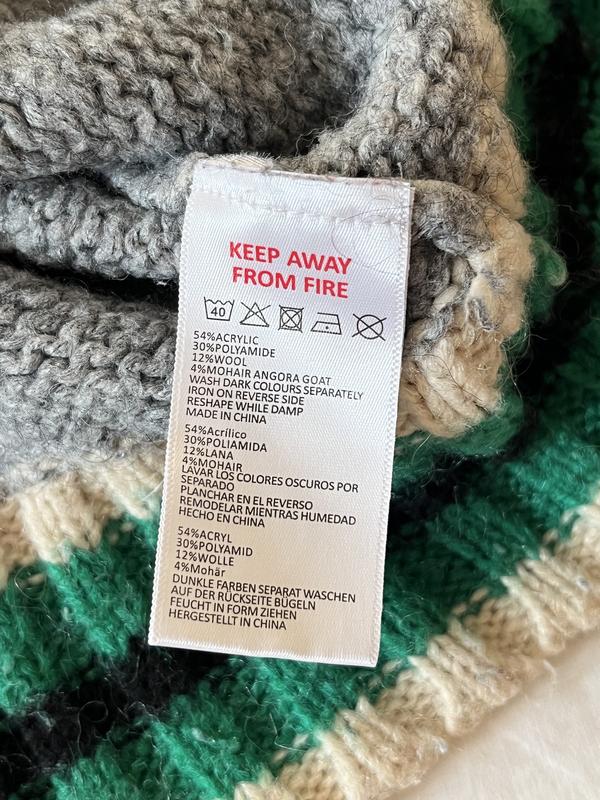 KEEP AWAY
FROM FIRE
40
54%ACRYLIC
30%POLYAMIDE
12%WOOL
4%MOHAIR ANGORA GOAT
WASH DARK COLOURS SEPARATELY
IRON ON REVERSE SIDE
RESHAPE WHILE DAMP
MADE IN CHINA
54%Acrílico
30%POLIAMIDA
12%LANA
4%MOHAIR
LAVAR LOS COLORES OSCUROS POR
SEPARADO
PLANCHAR EN EL REVERSO
REMODELAR MIENTRAS HUMEDAD
HECHO EN CHINA
54%ACRYL
30%POLYAMID
12%WOLLE
4%Mohär
DUNKLE FARBEN SEPARAT WASCHEN
AUF DER RÜCKSEITE BÜGELN
FEUCHT IN FORM ZIEHEN
HERGESTELLT IN CHINA